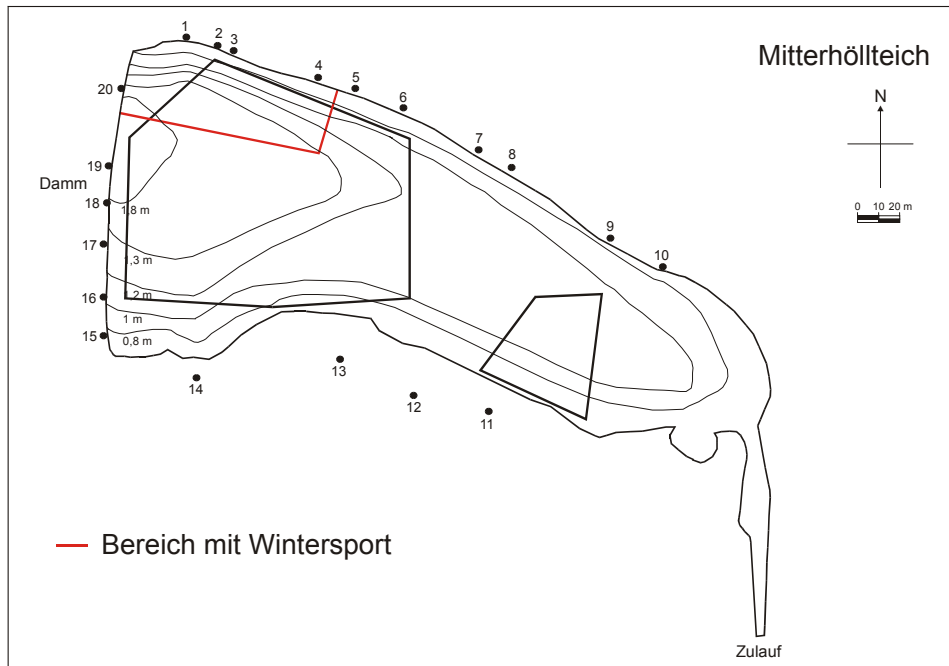 Mitterhöllteich
N
0 10 20 m
1
2
3
4
5
6
7
8
9
10
11
12
13
14
15
16
17
18
19
20
Damm
1,8 m
1,3 m
1,2 m
1 m
0,8 m
Bereich mit Wintersport
Zulauf